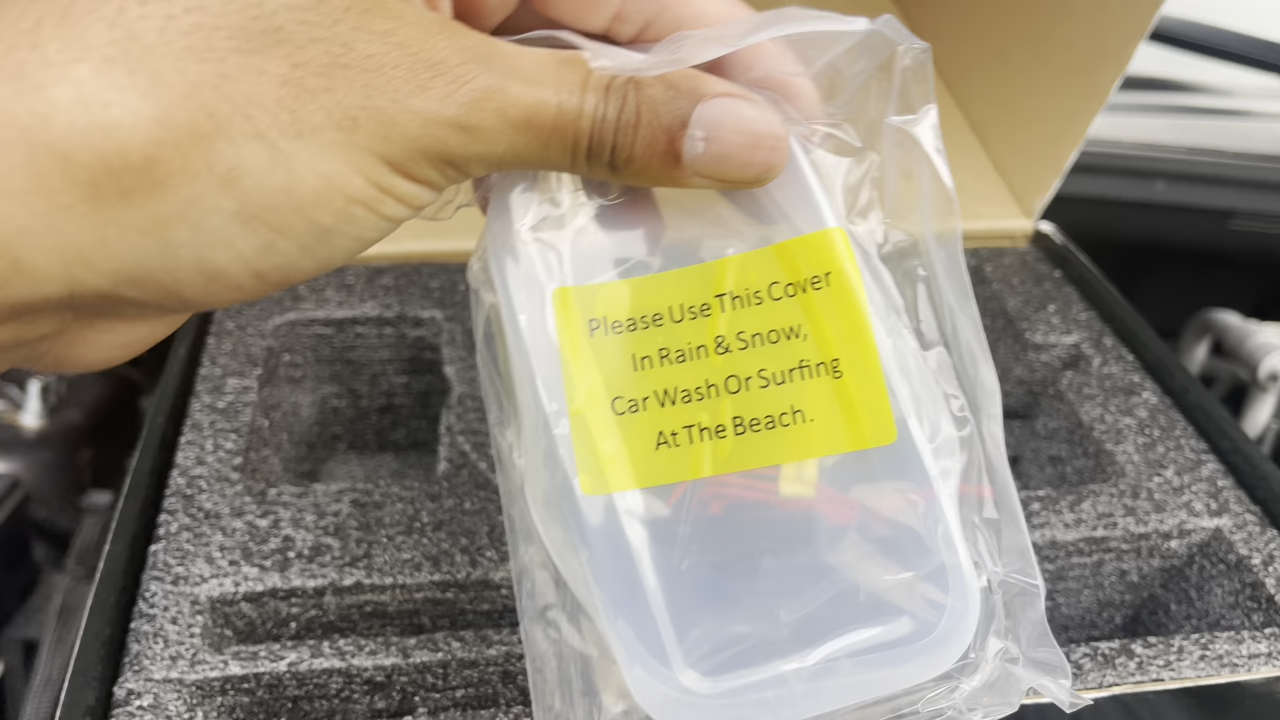 Please Use This Cover
In Rain & Snow,
Car Wash Or Surfing
At The Beach.